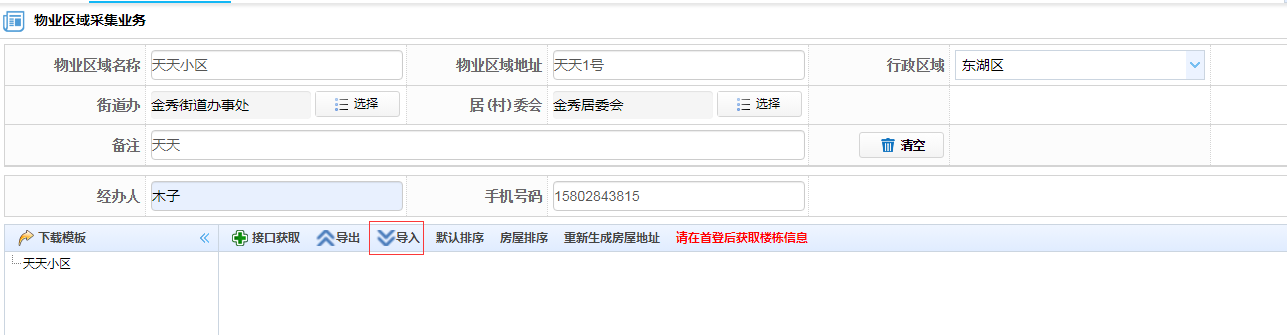 物业区域采集业务
物业区域名称 天天小区 物业区域地址 天天1号 行政区域 东湖区
街道办 金秀街道办事处 选择 居(村)委会 金秀居委会 选择
备注 天天 清空
经办人 木子 手机号码 15802843815
下载模板 接口获取 导出 导入 默认排序 房屋排序 重新生成房屋地址 请在首登后获取楼栋信息
天天小区